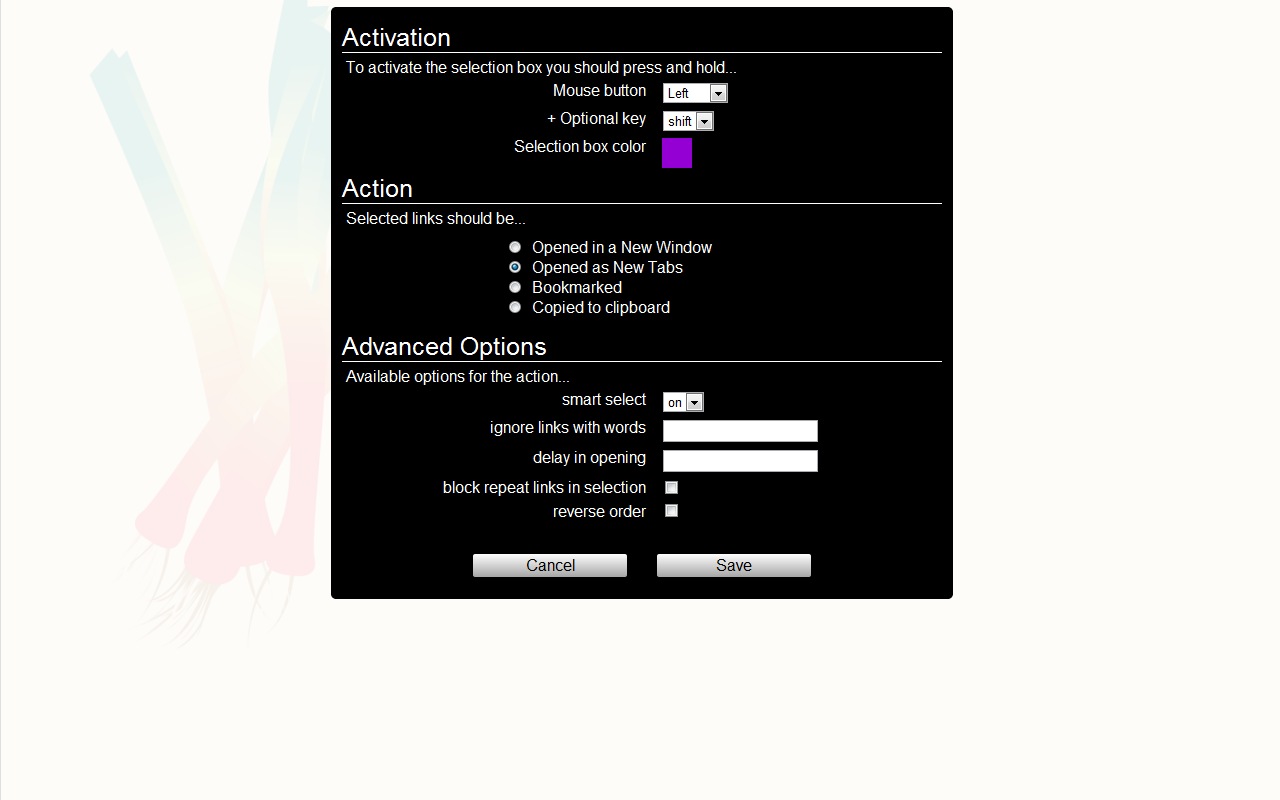 Activation
To activate the selection box you should press and hold...
Mouse button Left
+ Optional key shift
Selection box color
Action
Selected links should be...
Opened in a New Window
Opened as New Tabs
Bookmarked
Copied to clipboard
Advanced Options
Available options for the action...
smart select on
ignore links with words
delay in opening
block repeat links in selection
reverse order
Cancel Save